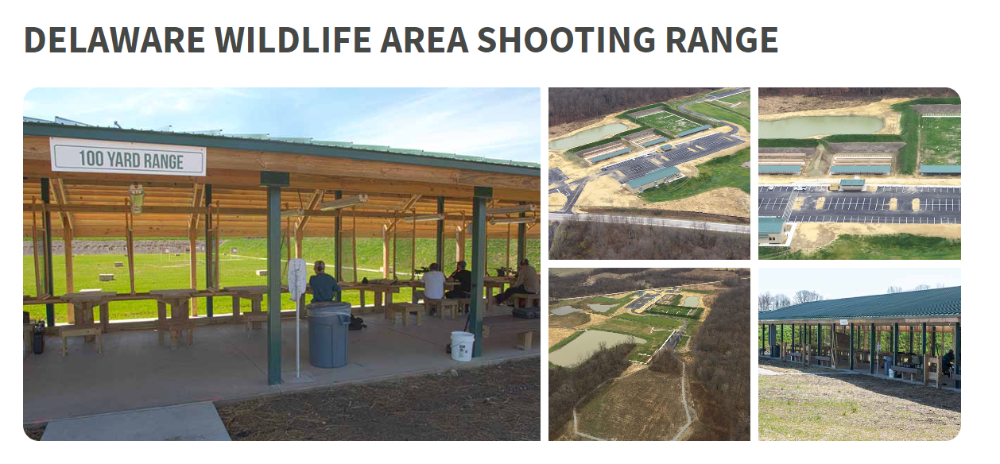 DELAWARE WILDLIFE AREA SHOOTING RANGE
100 YARD RANGE